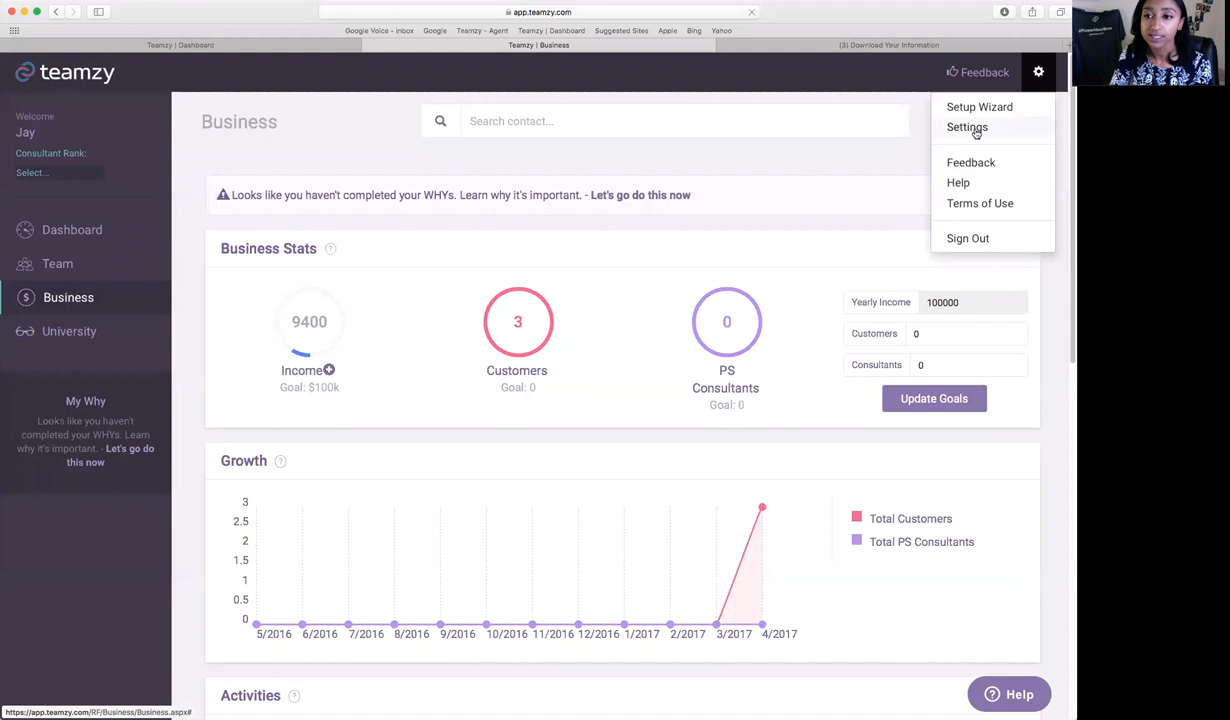 app.teamzy.com
Google Voice - Inbox Google Teamzy - Agent Teamzy | Dashboard Suggested Sites Apple Bing Yahoo
Teamzy | Dashboard Teamzy | Business (3) Download Your Information
teamzy
Feedback
Setup Wizard
Settings
Feedback
Help
Terms of Use
Sign Out
Welcome
Jay
Consultant Rank:
Select...
Dashboard
Team
Business
University
My Why
Looks like you haven't
completed your WHYs. Learn
why it's important. - Let's go do
this now
Business
Search contact...
Looks like you haven't completed your WHYs. Learn why it's important. - Let's go do this now
Business Stats ?
9400
Income
Goal: $100k
3
Customers
Goal: 0
0
PS
Consultants
Goal: 0
Yearly Income 100000
Customers 0
Consultants 0
Update Goals
Growth ?
3
2.5
2
1.5
1
0.5
0
5/2016 6/2016 7/2016 8/2016 9/2016 10/2016 11/2016 12/2016 1/2017 2/2017 3/2017 4/2017
Total Customers
Total PS Consultants
Activities ?
? Help
https://app.teamzy.com/RF/Business/Business.aspx#